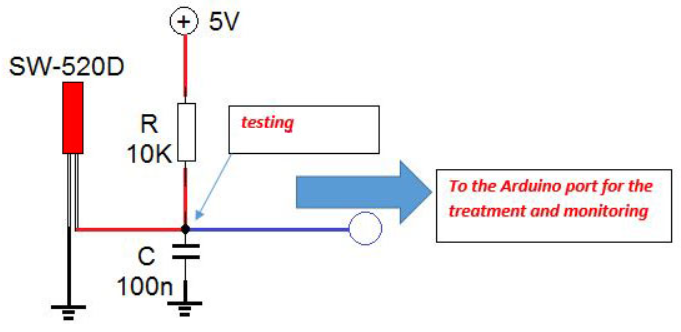 + 5V
SW-520D
R
10K
testing
To the Arduino port for the
treatment and monitoring
C
100n